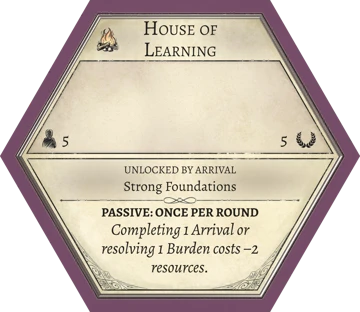 House of
Learning
5
5
UNLOCKED BY ARRIVAL
Strong Foundations
PASSIVE: ONCE PER ROUND
Completing 1 Arrival or
resolving 1 Burden costs –2
resources.